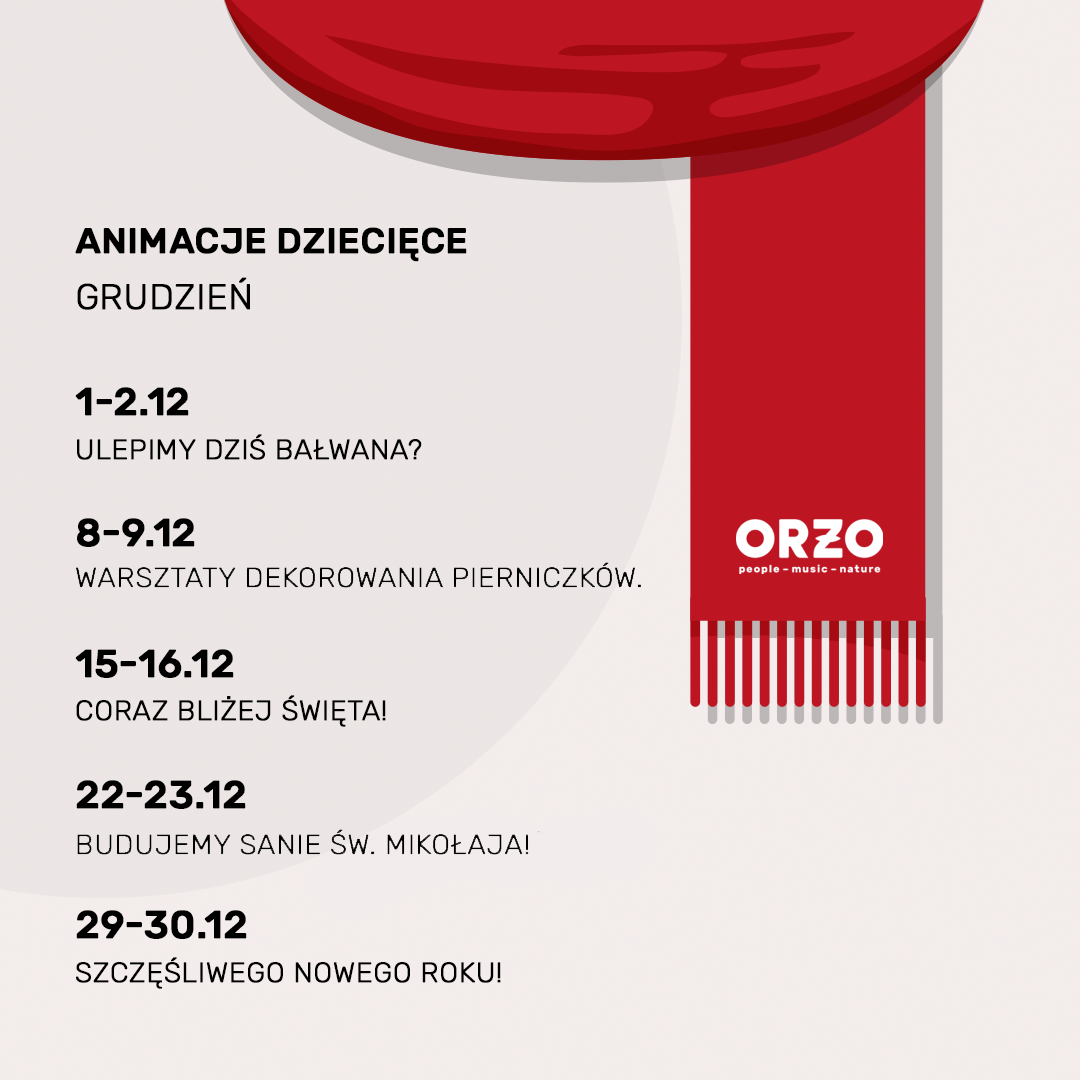 ANIMACJE DZIECIĘCE
GRUDZIEŃ
1-2.12
ULEPIMY DZIŚ BAŁWANA?
8-9.12
WARSZTATY DEKOROWANIA PIERNICZKÓW.
15-16.12
CORAZ BLIŻEJ ŚWIĘTA!
22-23.12
BUDUJEMY SANIE ŚW. MIKOŁAJA!
29-30.12
SZCZĘŚLIWEGO NOWEGO ROKU!
ORZO
people – music – nature